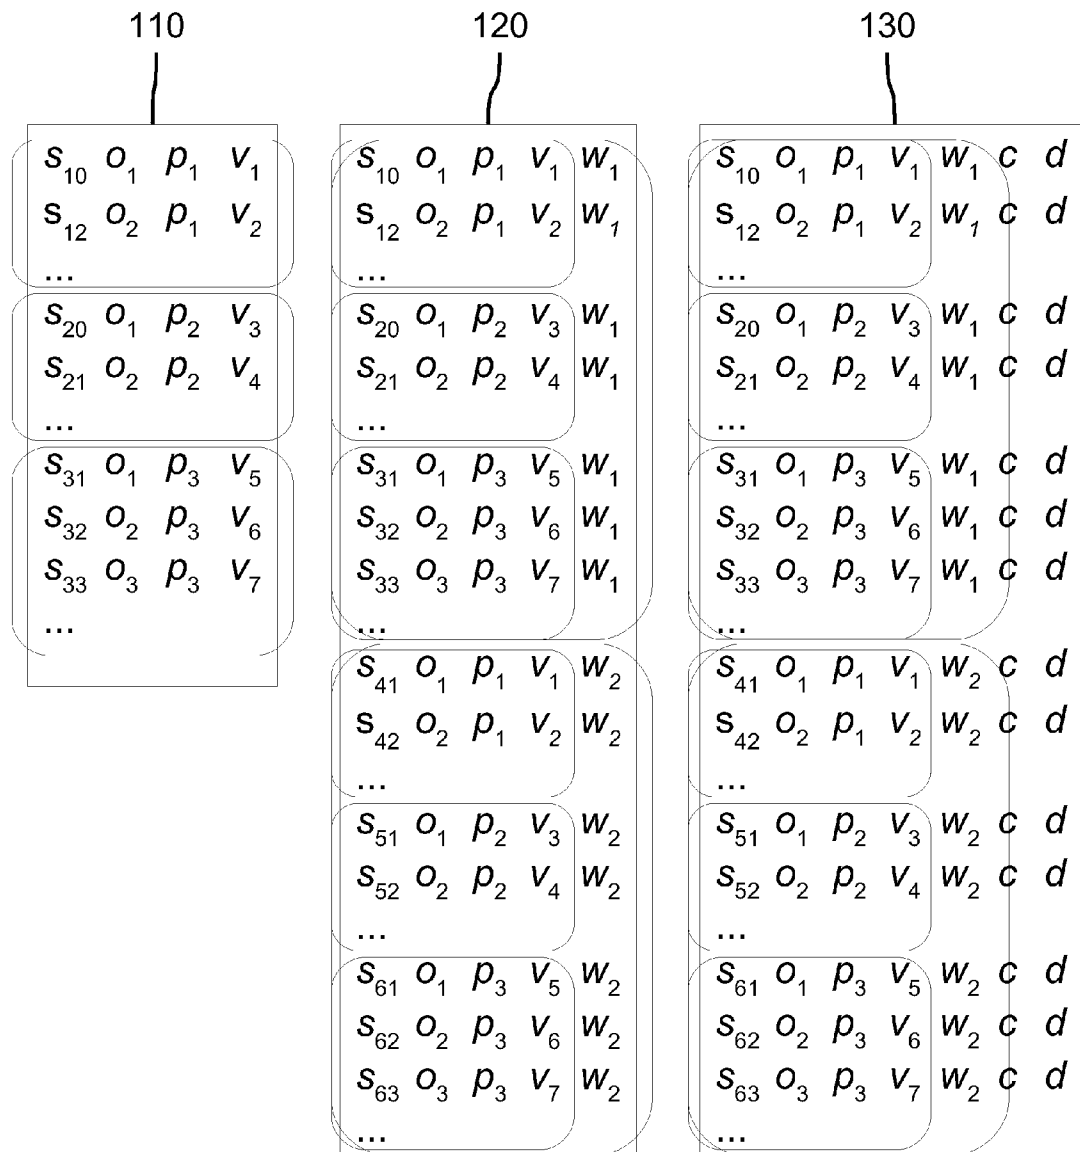 110 120 130
s10 o1 p1 v1 s10 o1 p1 v1 w1 s10 o1 p1 v1 w1 c d
s12 o2 p1 v2 s12 o2 p1 v2 w1 s12 o2 p1 v2 w1 c d
... ... ...
s20 o1 p2 v3 s20 o1 p2 v3 w1 s20 o1 p2 v3 w1 c d
s21 o2 p2 v4 s21 o2 p2 v4 w1 s21 o2 p2 v4 w1 c d
... ... ...
s31 o1 p3 v5 s31 o1 p3 v5 w1 s31 o1 p3 v5 w1 c d
s32 o2 p3 v6 s32 o2 p3 v6 w1 s32 o2 p3 v6 w1 c d
s33 o3 p3 v7 s33 o3 p3 v7 w1 s33 o3 p3 v7 w1 c d
... ... ...
s41 o1 p1 v1 w2 s41 o1 p1 v1 w2 c d
s42 o2 p1 v2 w2 s42 o2 p1 v2 w2 c d
... ...
s51 o1 p2 v3 w2 s51 o1 p2 v3 w2 c d
s52 o2 p2 v4 w2 s52 o2 p2 v4 w2 c d
... ...
s61 o1 p3 v5 w2 s61 o1 p3 v5 w2 c d
s62 o2 p3 v6 w2 s62 o2 p3 v6 w2 c d
s63 o3 p3 v7 w2 s63 o3 p3 v7 w2 c d
... ...